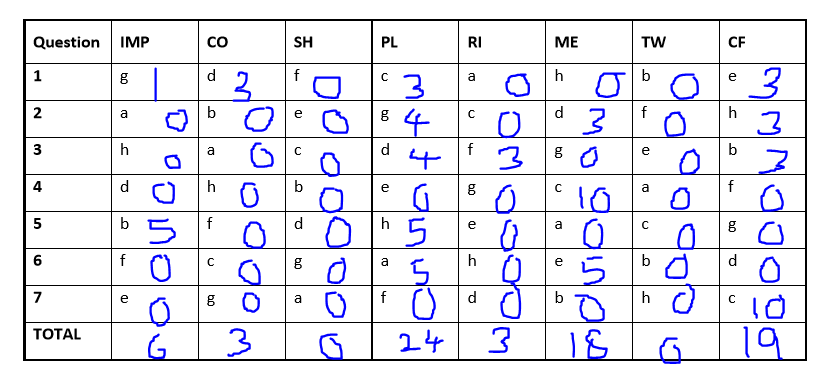 Question IMP CO SH PL RI ME TW CF
1 g 1 d 3 f 0 c 3 a 0 h 0 b 0 e 3
2 a 0 b 0 e 0 g 4 c 0 d 3 f 0 h 3
3 h 0 a 0 c 0 d 4 f 3 g 0 e 0 b 3
4 d 0 h 0 b 0 e 0 g 0 c 10 a 0 f 0
5 b 5 f 0 d 0 h 5 e 0 a 0 c 0 g 0
6 f 0 c 0 g 0 a 5 h 0 e 5 b 0 d 0
7 e 0 g 0 a 0 f 0 d 0 b 0 h 0 c 10
TOTAL 6 3 0 24 3 18 0 19